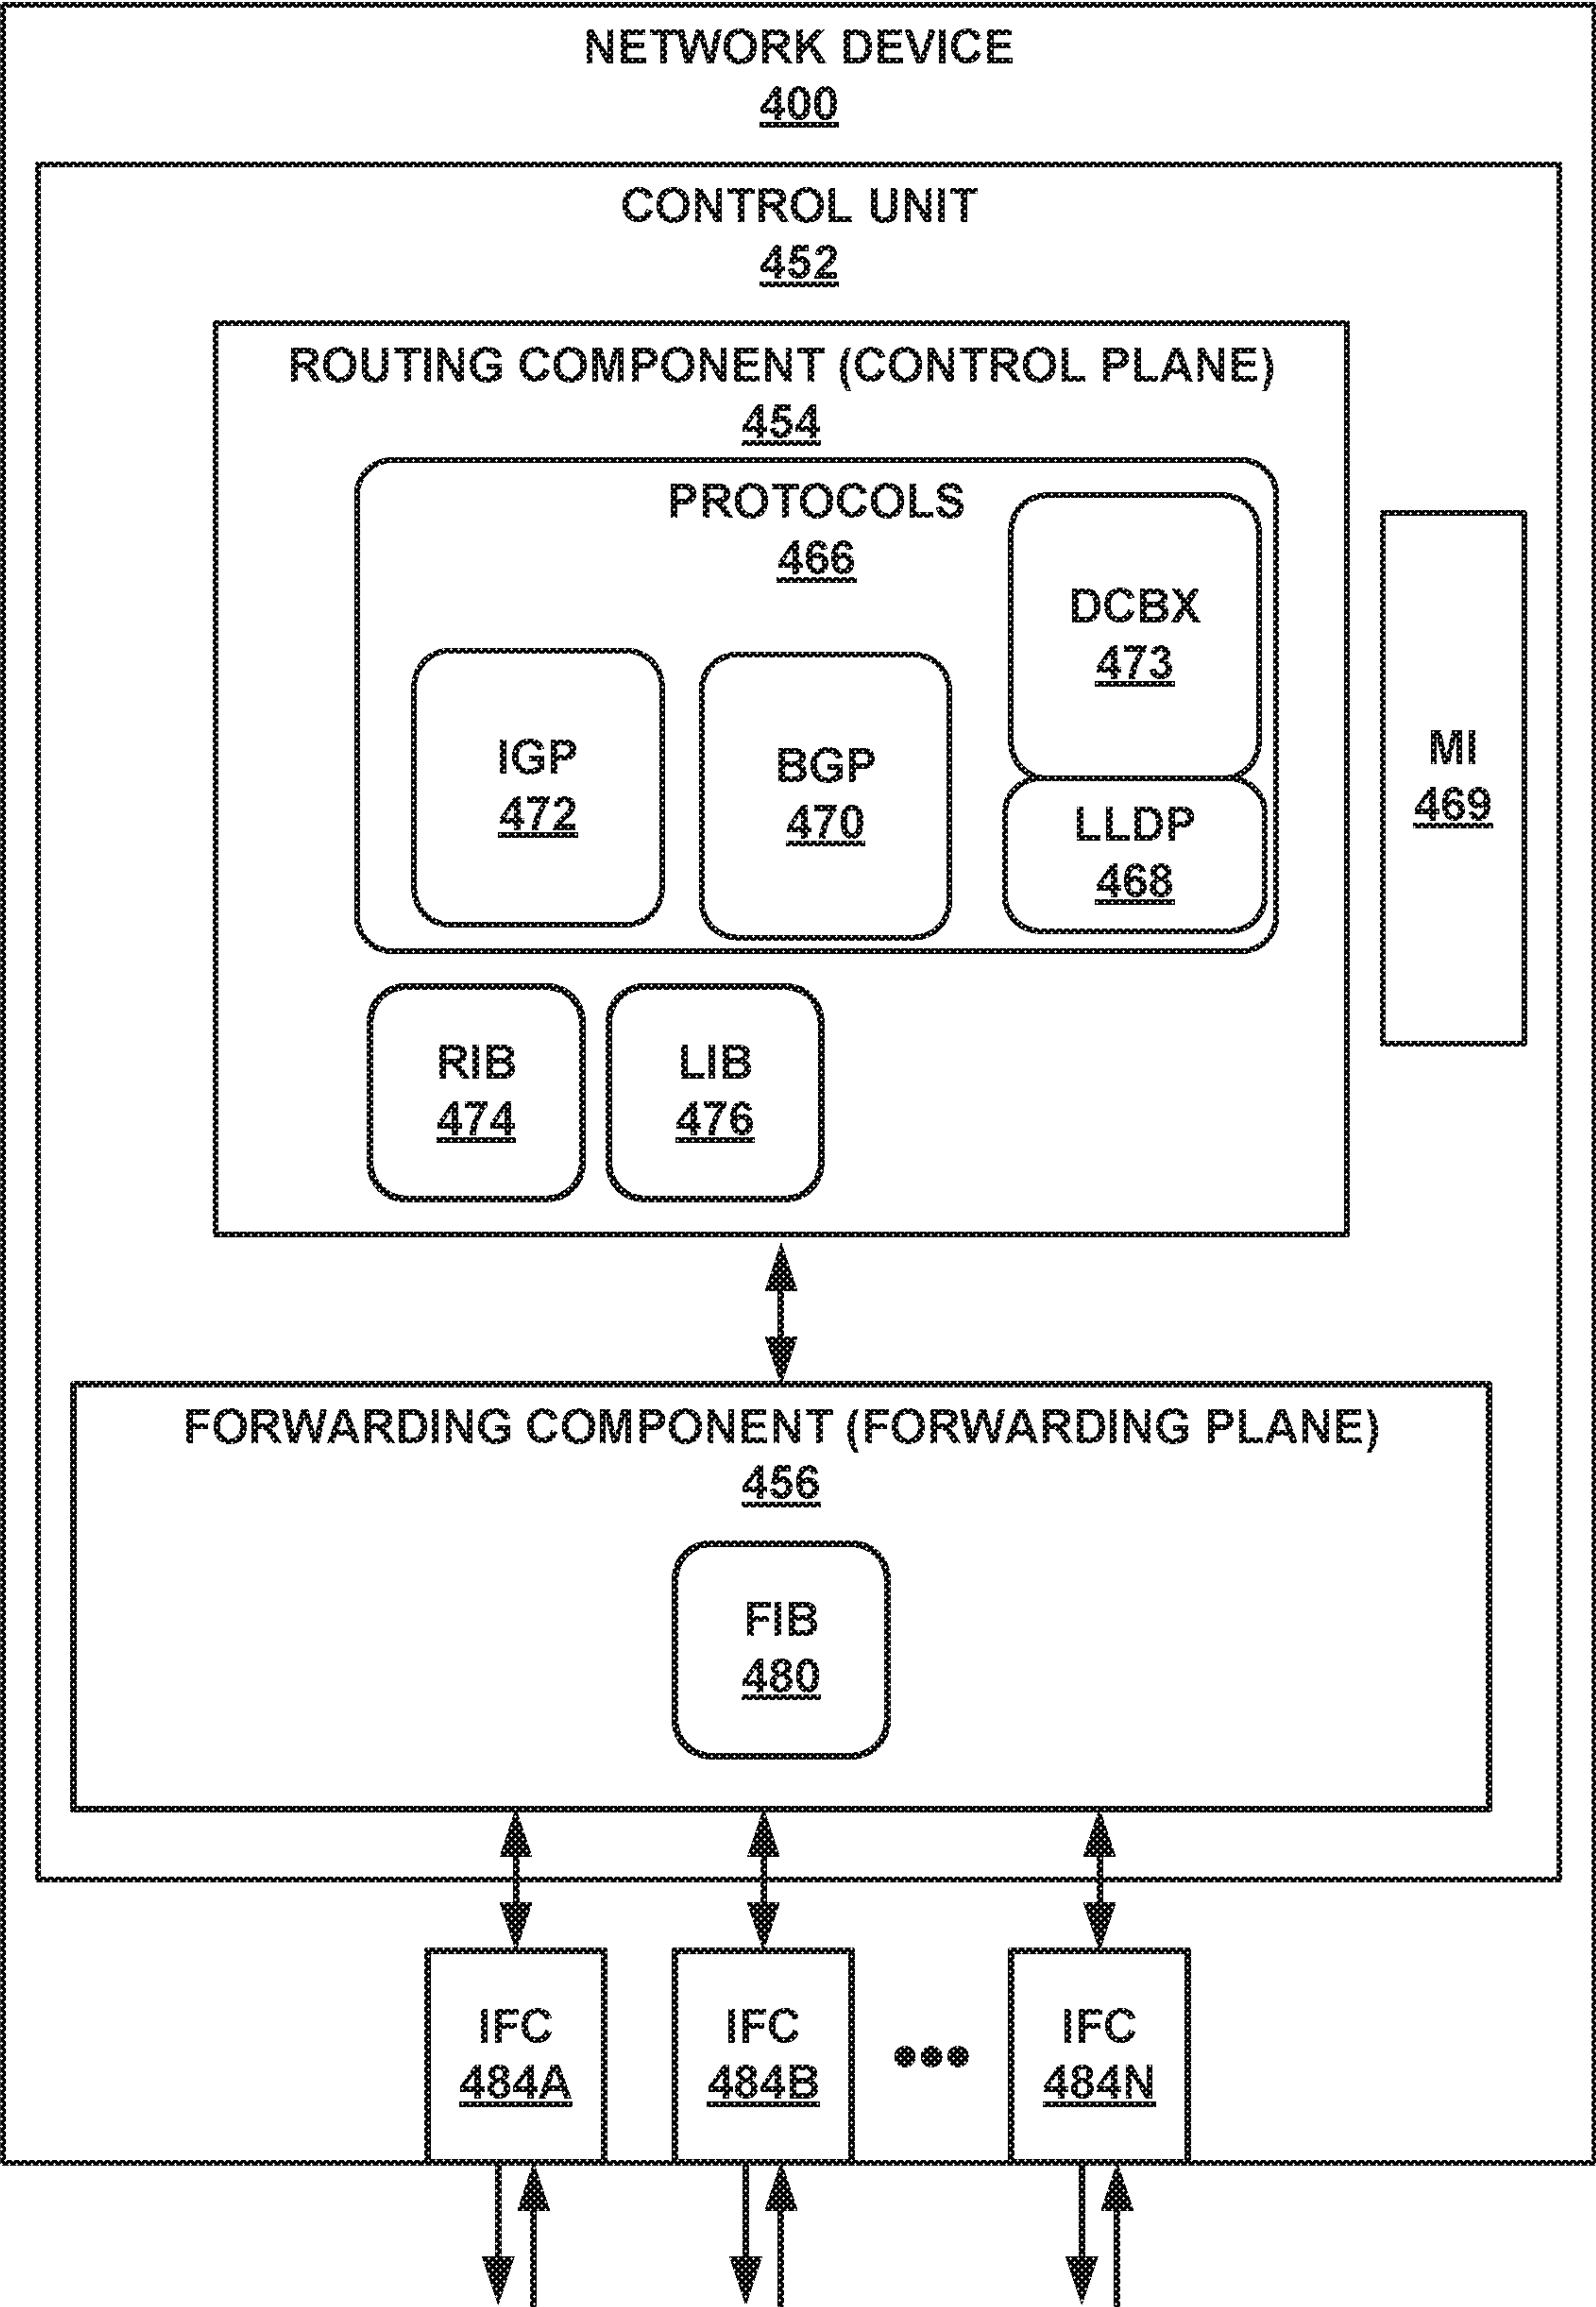 NETWORK DEVICE
400
CONTROL UNIT
452
ROUTING COMPONENT (CONTROL PLANE)
454
PROTOCOLS
466
DCBX
473
IGP
472
BGP
470
LLDP
468
MI
469
RIB
474
LIB
476
FORWARDING COMPONENT (FORWARDING PLANE)
456
FIB
480
IFC
484A
IFC
484B
IFC
484N